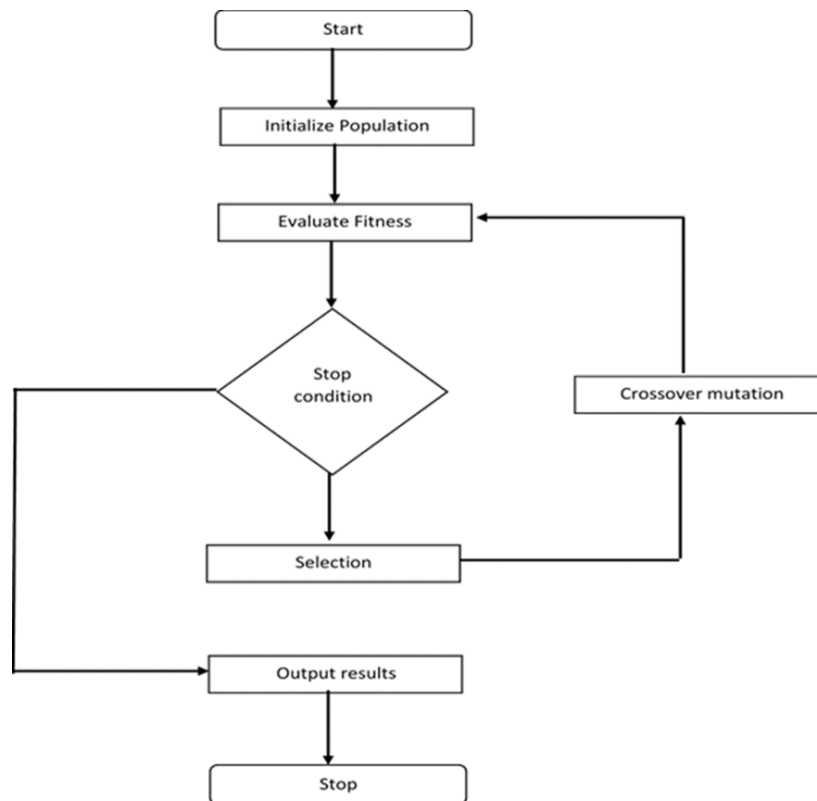 Start
Initialize Population
Evaluate Fitness
Stop
condition
Crossover mutation
Selection
Output results
Stop